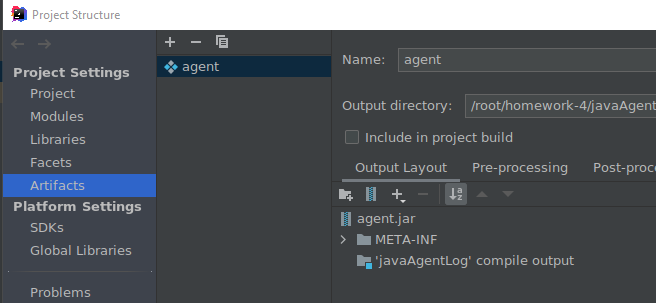 Project Structure
Project Settings
Project
Modules
Libraries
Facets
Artifacts
Platform Settings
SDKs
Global Libraries
Problems
agent
Name: agent
Output directory: /root/homework-4/javaAgent
Include in project build
Output Layout Pre-processing Post-proc
agent.jar
META-INF
'javaAgentLog' compile output